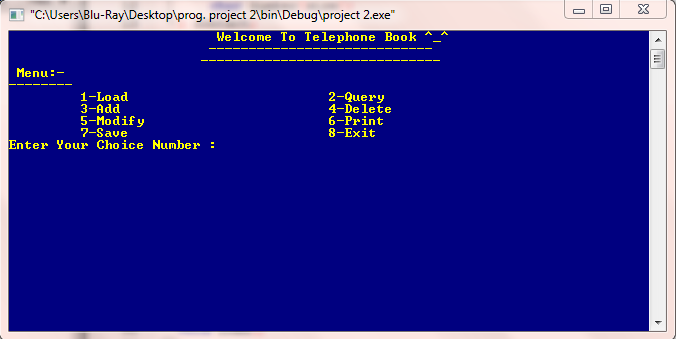 "C:\Users\Blu-Ray\Desktop\prog. project 2\bin\Debug\project 2.exe"
Welcome To Telephone Book ^_^
----------------------------
------------------------------
Menu:-
--------
1-Load 2-Query
3-Add 4-Delete
5-Modify 6-Print
7-Save 8-Exit
Enter Your Choice Number :